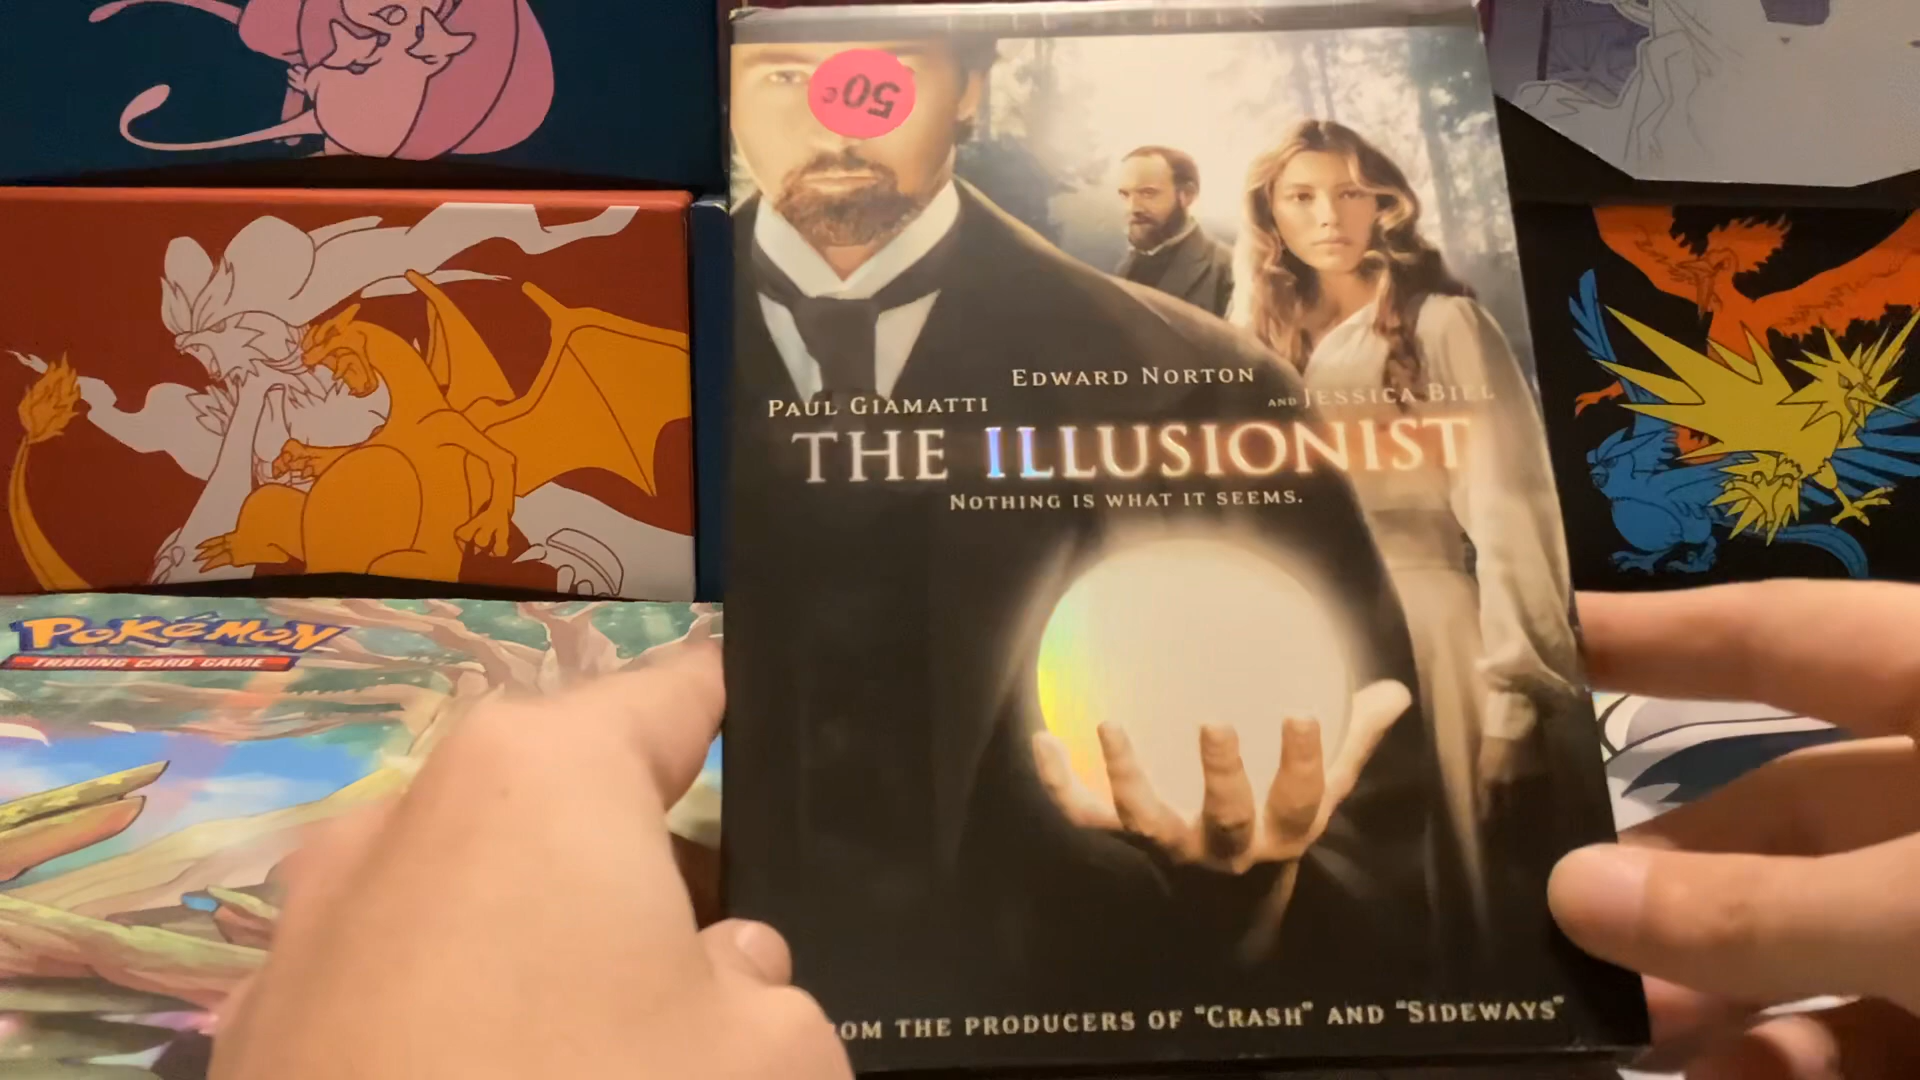 50¢
EDWARD NORTON
PAUL GIAMATTI
AND JESSICA BIEL
THE ILLUSIONIST
NOTHING IS WHAT IT SEEMS.
POKéMON
TRADING CARD GAME
THE PRODUCERS OF "CRASH" AND "SIDEWAYS"